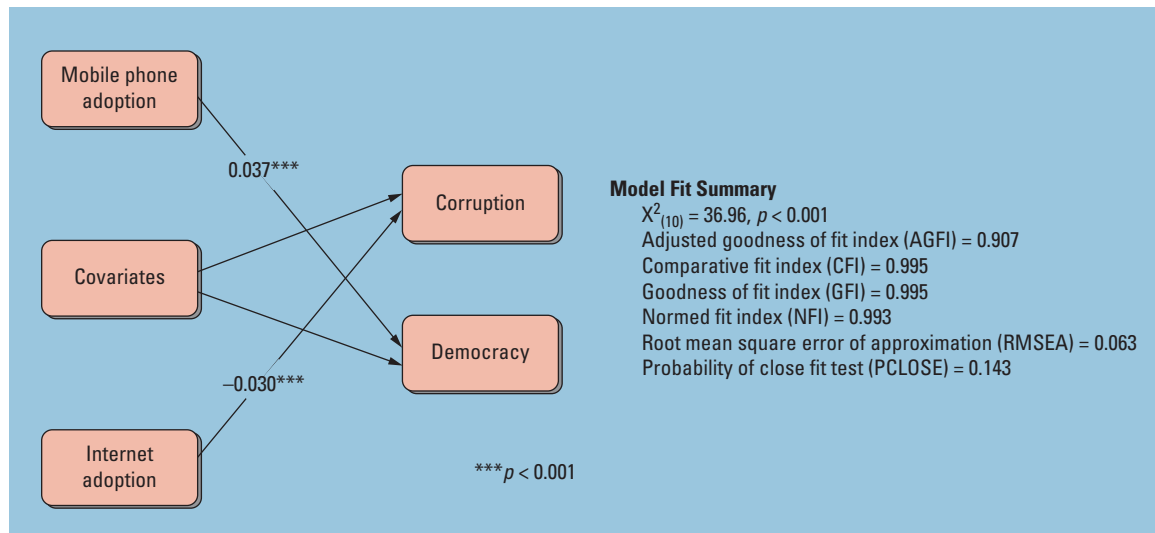 Mobile phone
adoption
0.037***
Corruption
Covariates
Democracy
–0.030***
Internet
adoption
***p < 0.001
Model Fit Summary
X²₍₁₀₎ = 36.96, p < 0.001
Adjusted goodness of fit index (AGFI) = 0.907
Comparative fit index (CFI) = 0.995
Goodness of fit index (GFI) = 0.995
Normed fit index (NFI) = 0.993
Root mean square error of approximation (RMSEA) = 0.063
Probability of close fit test (PCLOSE) = 0.143